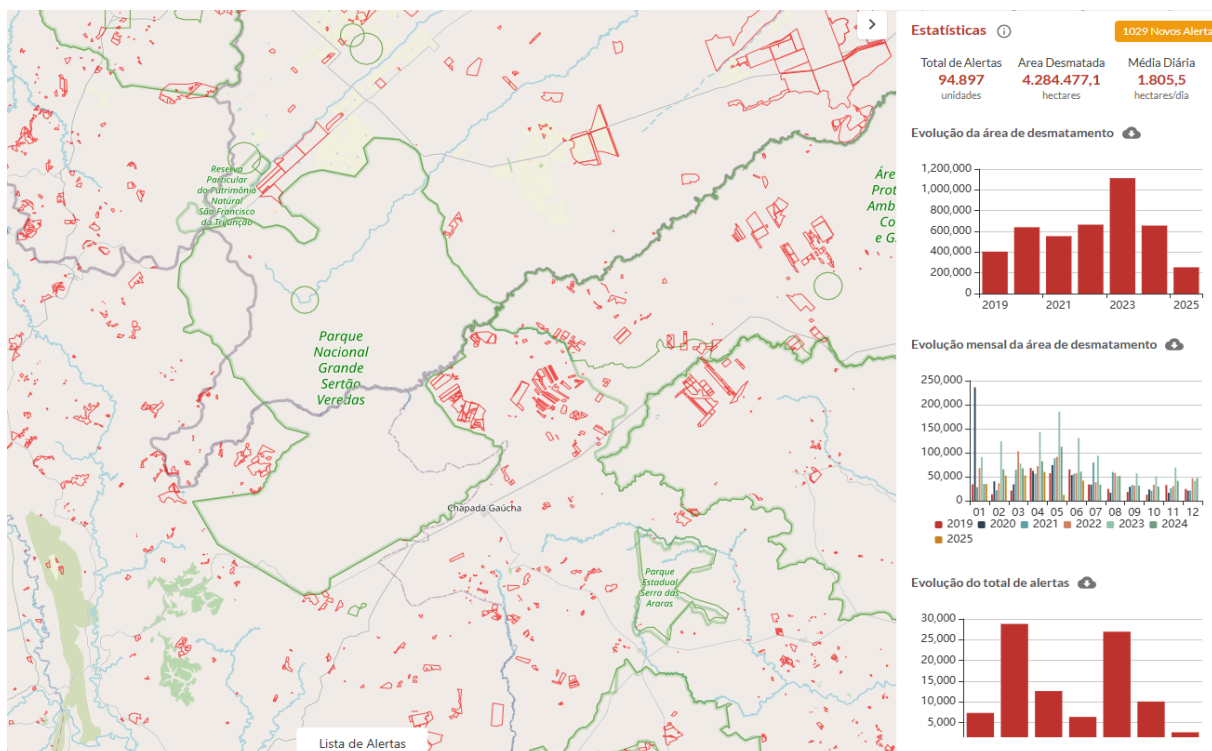 Reserva
Particular
do Patrimônio
Natural
São Francisco
da Trijunção
Parque
Nacional
Grande
Sertão
Veredas
Chapada Gaúcha
Parque
Estadual
Serra das
Araras
Áre
Prot
Amb
Co
e G
Lista de Alertas
Estatísticas
1029 Novos Alerta
Total de Alertas Area Desmatada Média Diária
94.897 4.284.477,1 1.805,5
unidades hectares hectares/dia
Evolução da área de desmatamento
1,200,000
1,000,000
800,000
600,000
400,000
200,000
0
2019 2021 2023 2025
Evolução mensal da área de desmatamento
250,000
200,000
150,000
100,000
50,000
0
01 02 03 04 05 06 07 08 09 10 11 12
2019 2020 2021 2022 2023 2024
2025
Evolução do total de alertas
30,000
25,000
20,000
15,000
10,000
5,000